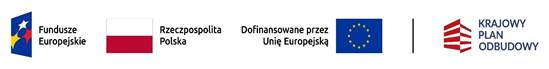 Fundusze
Europejskie
Rzeczpospolita
Polska
Dofinansowane przez
Unię Europejską
KRAJOWY
PLAN
ODBUDOWY